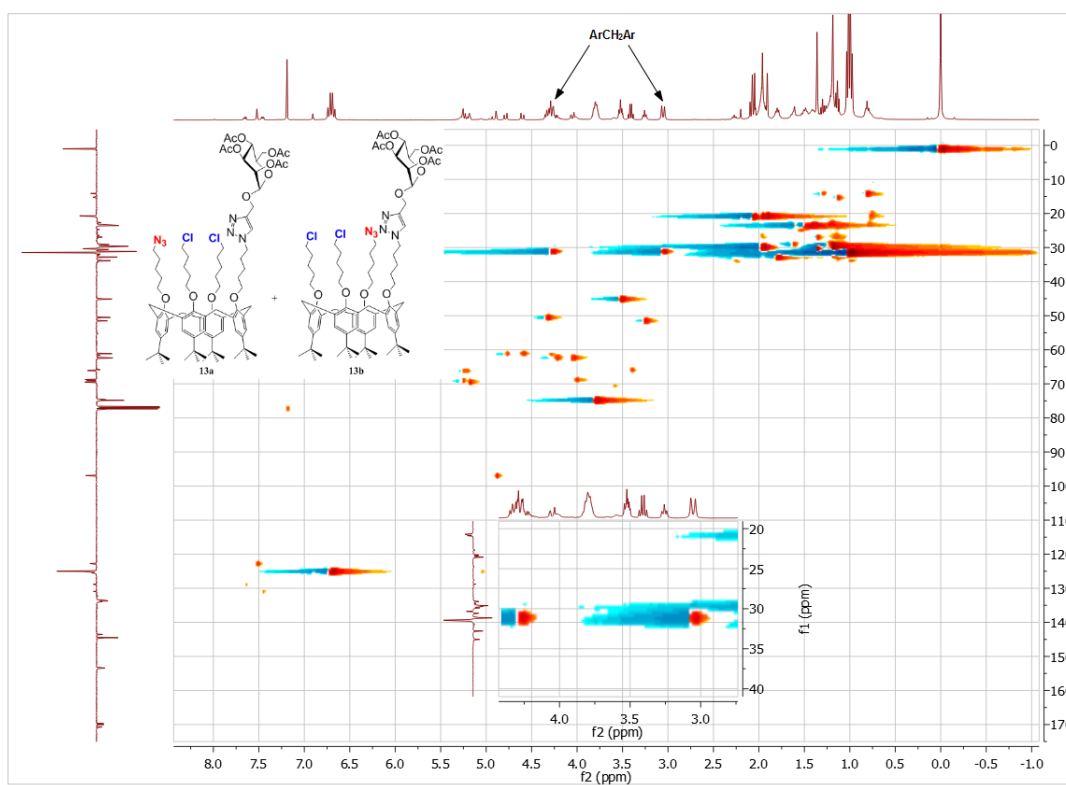 ArCH₂Ar
AcO OAc
AcO OAc
O
O
N
N
N
N₃ Cl Cl
O O O O
+
13a
AcO OAc
AcO OAc
O
O
N
N
N
Cl Cl N₃
O O O O
13b
0
10
20
30
40
50
60
70
80
90
100
110
120
130
140
150
160
170
20
25
30
35
40
f1 (ppm)
4.0 3.5 3.0
f2 (ppm)
8.0 7.5 7.0 6.5 6.0 5.5 5.0 4.5 4.0 3.5 3.0 2.5 2.0 1.5 1.0 0.5 0.0 -0.5 -1.0
f2 (ppm)